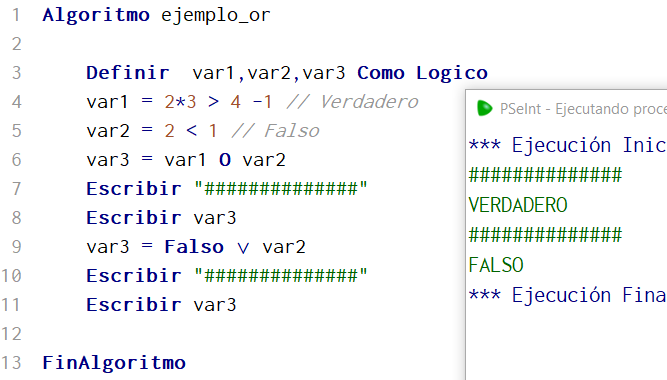 1 Algoritmo ejemplo_or
2
3 Definir var1,var2,var3 Como Logico
4 var1 = 2*3 > 4 -1 // Verdadero
5 var2 = 2 < 1 // Falso
6 var3 = var1 O var2
7 Escribir "##############"
8 Escribir var3
9 var3 = Falso ∨ var2
10 Escribir "##############"
11 Escribir var3
12
13 FinAlgoritmo
PSeInt - Ejecutando proce
*** Ejecución Inic
##############
VERDADERO
##############
FALSO
*** Ejecución Fina